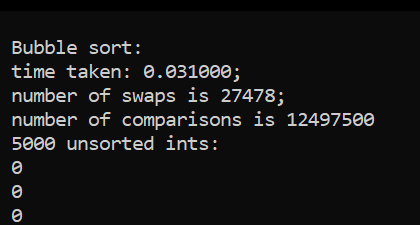 Bubble sort:
time taken: 0.031000;
number of swaps is 27478;
number of comparisons is 12497500
5000 unsorted ints:
0
0
0